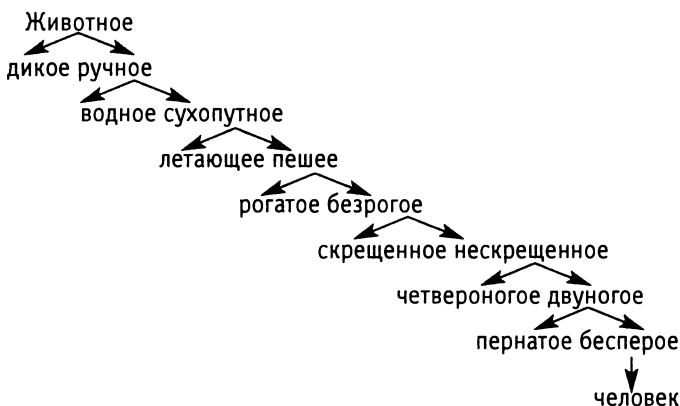 Животное
дикое ручное
водное сухопутное
летающее пешее
рогатое безрогое
скрещенное нескрещенное
четвероногое двуногое
пернатое бесперое
человек